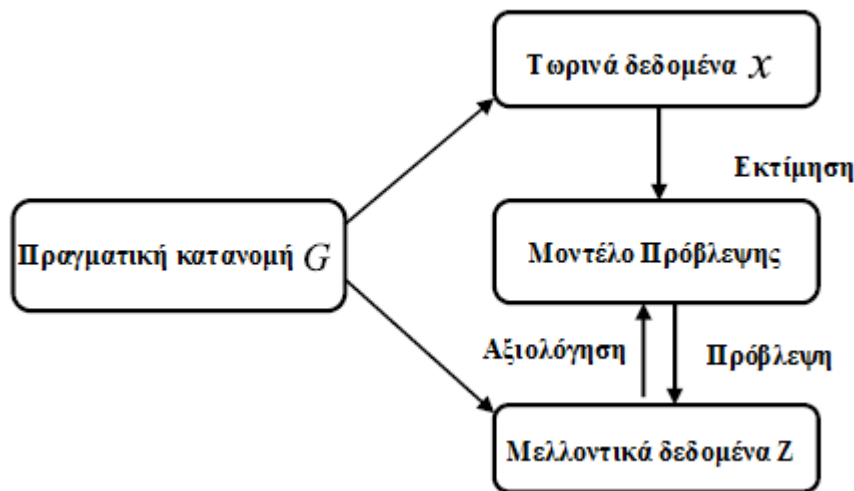 Τωρινά δεδομένα x
Εκτίμηση
Πραγματική κατανομή G
Μοντέλο Πρόβλεψης
Αξιολόγηση
Πρόβλεψη
Μελλοντικά δεδομένα Z